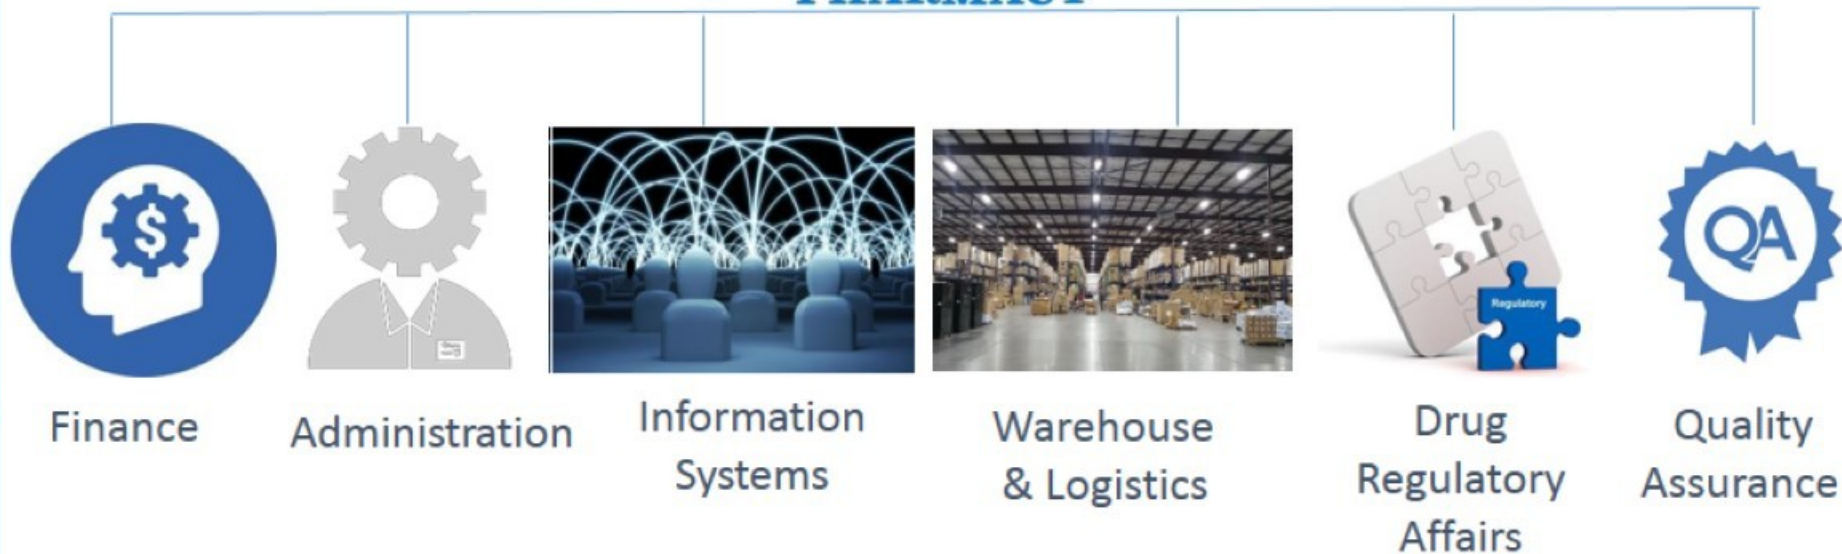 Finance
Administration
Information
Systems
Warehouse
& Logistics
Regulatory
Drug
Regulatory
Affairs
QA
Quality
Assurance